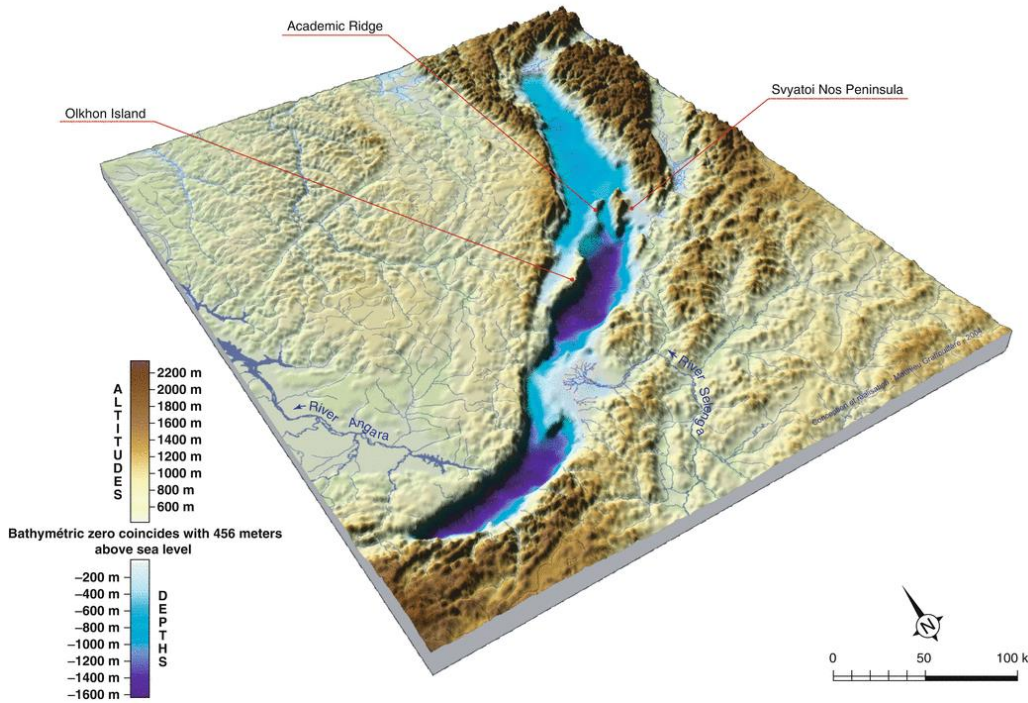 Academic Ridge
Svyatoi Nos Peninsula
Olkhon Island
River Selenga
River Angara
ALTITUDES
2200 m
2000 m
1800 m
1600 m
1400 m
1200 m
1000 m
800 m
600 m
Bathymétric zero coincides with 456 meters
above sea level
DEPTHS
–200 m
–400 m
–600 m
–800 m
–1000 m
–1200 m
–1400 m
–1600 m
N
0 50 100 k